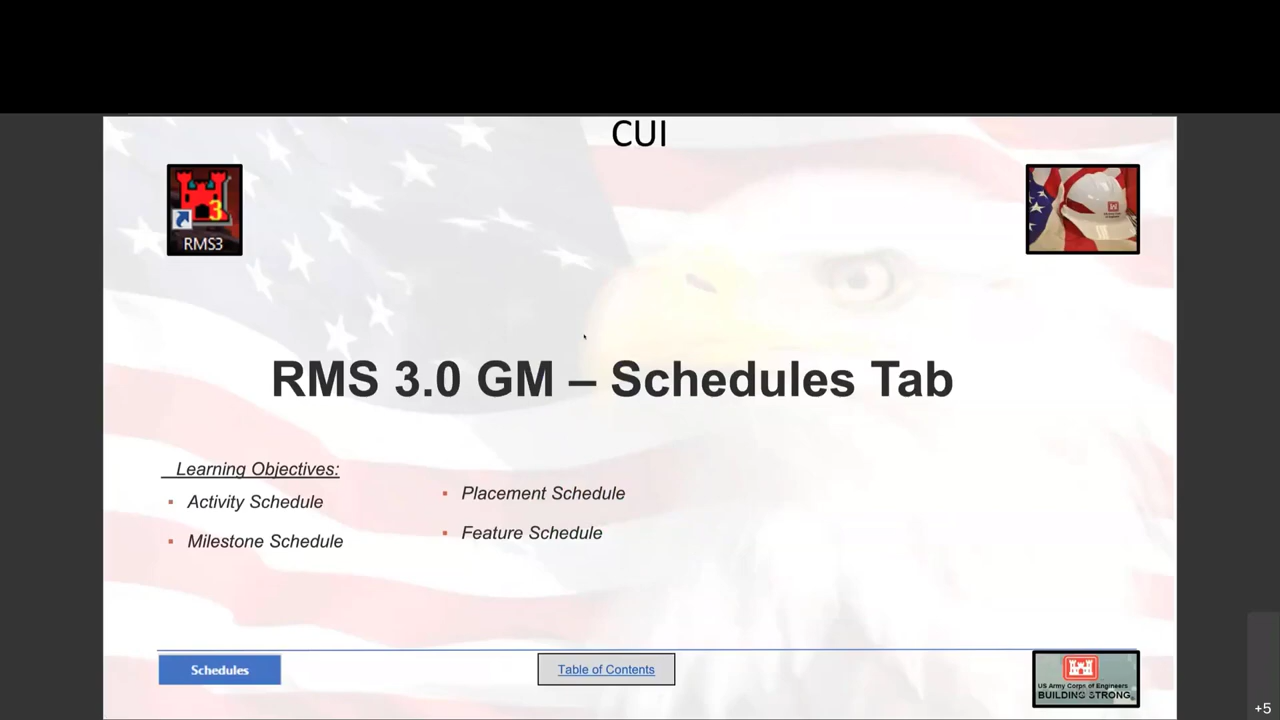 CUI
3
RMS3
RMS 3.0 GM – Schedules Tab
Learning Objectives:
▪ Activity Schedule
▪ Milestone Schedule
▪ Placement Schedule
▪ Feature Schedule
Schedules
Table of Contents
US Army Corps of Engineers
BUILDING STRONG
+5